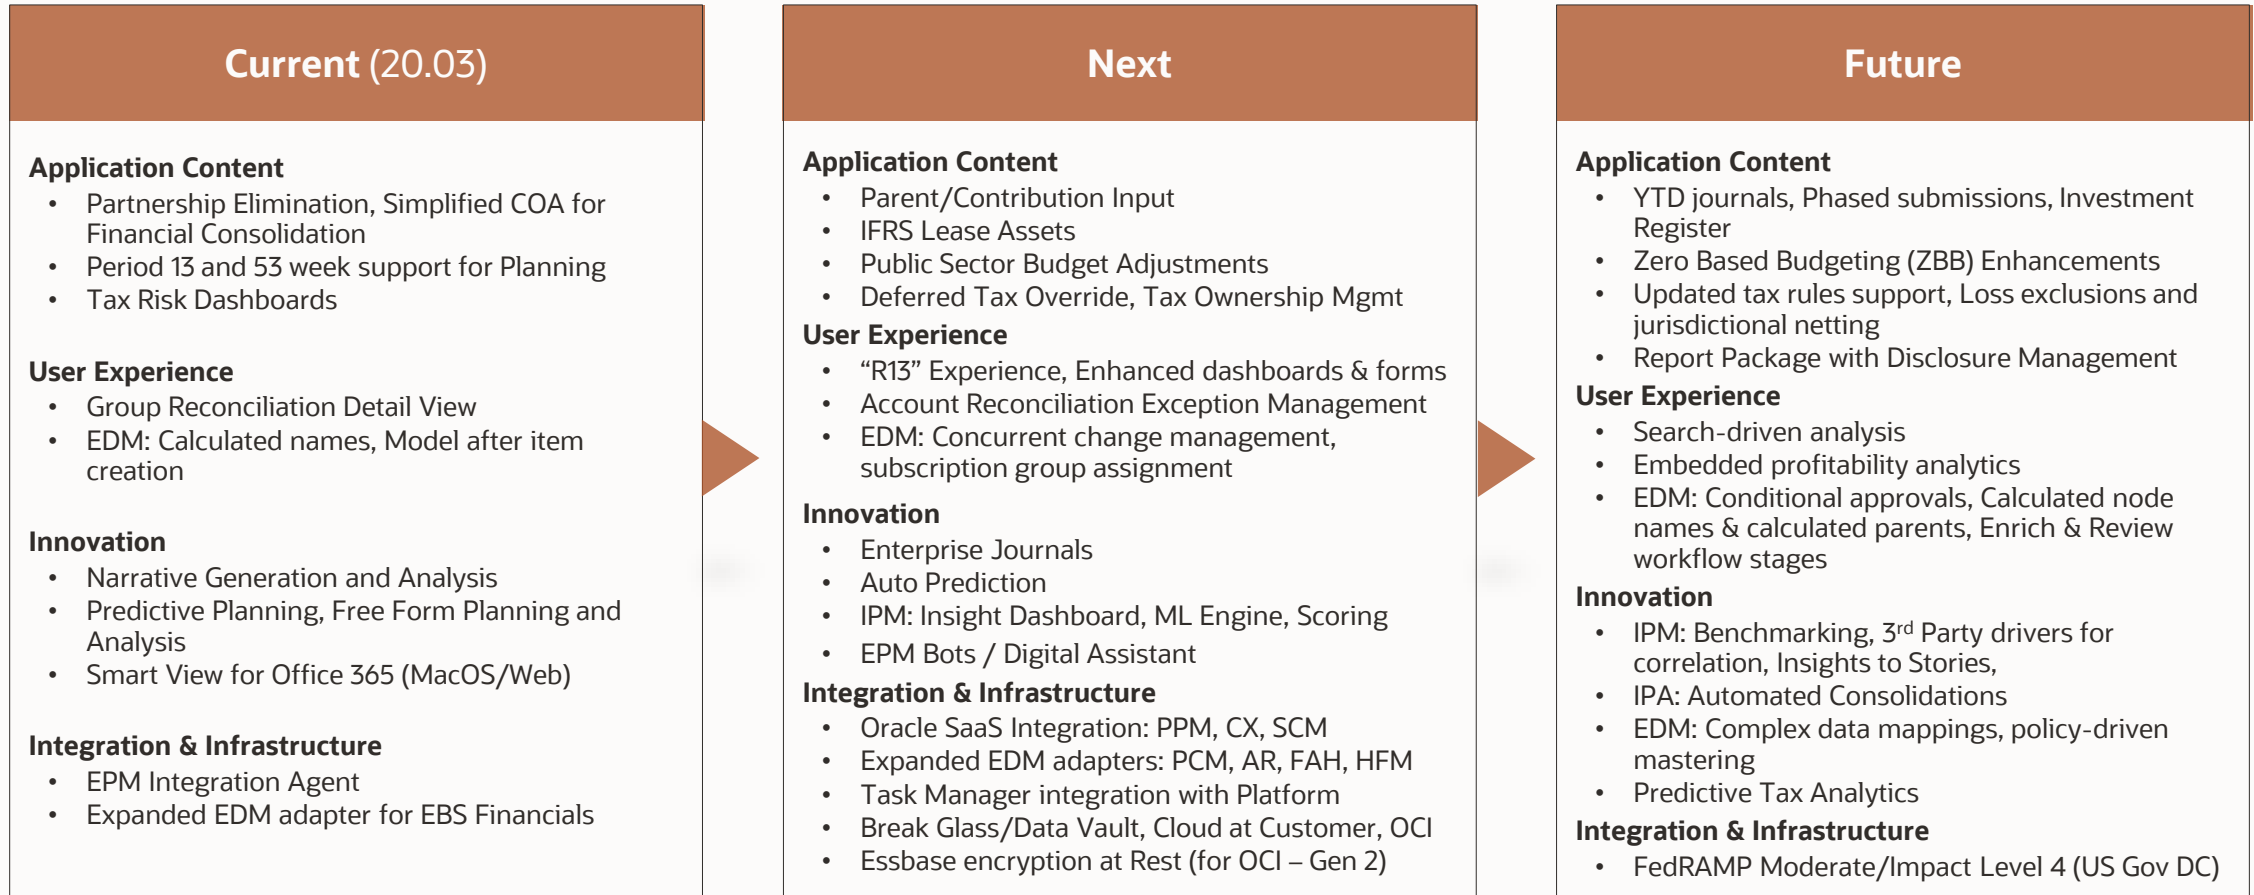 Current (20.03)
Application Content
• Partnership Elimination, Simplified COA for
Financial Consolidation
• Period 13 and 53 week support for Planning
• Tax Risk Dashboards
User Experience
• Group Reconciliation Detail View
• EDM: Calculated names, Model after item
creation
Innovation
• Narrative Generation and Analysis
• Predictive Planning, Free Form Planning and
Analysis
• Smart View for Office 365 (MacOS/Web)
Integration & Infrastructure
• EPM Integration Agent
• Expanded EDM adapter for EBS Financials
Next
Application Content
• Parent/Contribution Input
• IFRS Lease Assets
• Public Sector Budget Adjustments
• Deferred Tax Override, Tax Ownership Mgmt
User Experience
• “R13” Experience, Enhanced dashboards & forms
• Account Reconciliation Exception Management
• EDM: Concurrent change management,
subscription group assignment
Innovation
• Enterprise Journals
• Auto Prediction
• IPM: Insight Dashboard, ML Engine, Scoring
• EPM Bots / Digital Assistant
Integration & Infrastructure
• Oracle SaaS Integration: PPM, CX, SCM
• Expanded EDM adapters: PCM, AR, FAH, HFM
• Task Manager integration with Platform
• Break Glass/Data Vault, Cloud at Customer, OCI
• Essbase encryption at Rest (for OCI – Gen 2)
Future
Application Content
• YTD journals, Phased submissions, Investment
Register
• Zero Based Budgeting (ZBB) Enhancements
• Updated tax rules support, Loss exclusions and
jurisdictional netting
• Report Package with Disclosure Management
User Experience
• Search-driven analysis
• Embedded profitability analytics
• EDM: Conditional approvals, Calculated node
names & calculated parents, Enrich & Review
workflow stages
Innovation
• IPM: Benchmarking, 3rd Party drivers for
correlation, Insights to Stories,
• IPA: Automated Consolidations
• EDM: Complex data mappings, policy-driven
mastering
• Predictive Tax Analytics
Integration & Infrastructure
• FedRAMP Moderate/Impact Level 4 (US Gov DC)